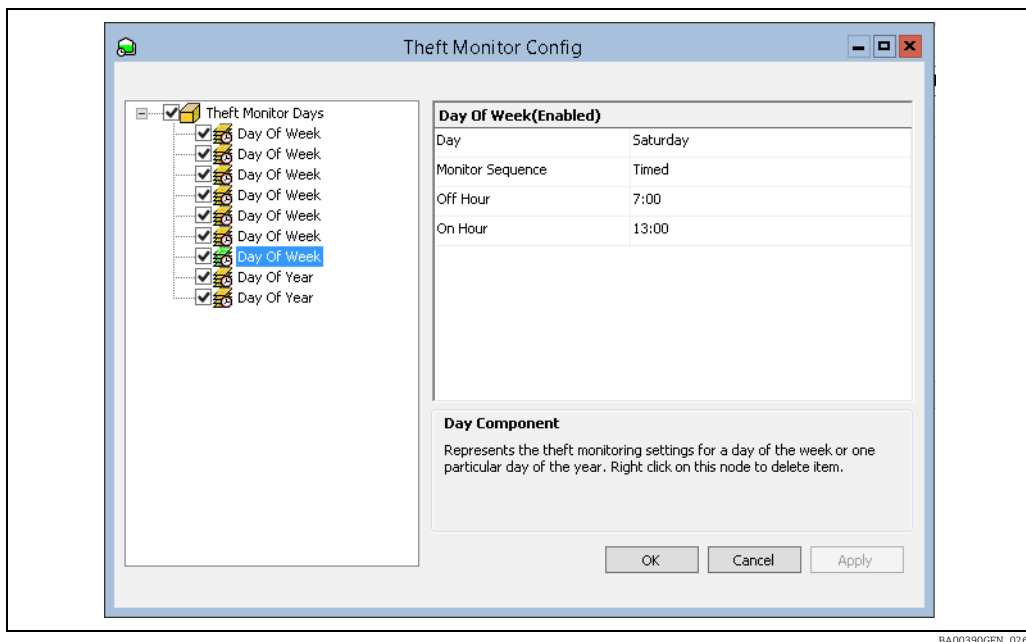 Theft Monitor Config
Theft Monitor Days
Day Of Week
Day Of Week
Day Of Week
Day Of Week
Day Of Week
Day Of Week
Day Of Week
Day Of Year
Day Of Year
Day Of Week(Enabled)
Day Saturday
Monitor Sequence Timed
Off Hour 7:00
On Hour 13:00
Day Component
Represents the theft monitoring settings for a day of the week or one
particular day of the year. Right click on this node to delete item.
OK Cancel Apply
BA00390GEN_026